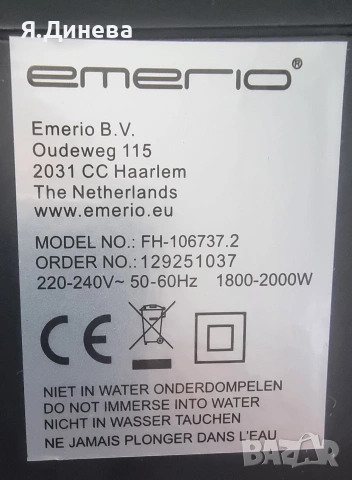 Я.Динева
emerio®
Emerio B.V.
Oudeweg 115
2031 CC Haarlem
The Netherlands
www.emerio.eu
MODEL NO.: FH-106737.2
ORDER NO.: 129251037
220-240V~ 50-60Hz 1800-2000W
CE
NIET IN WATER ONDERDOMPELEN
DO NOT IMMERSE INTO WATER
NICHT IN WASSER TAUCHEN
NE JAMAIS PLONGER DANS L'EAU
BAZAR